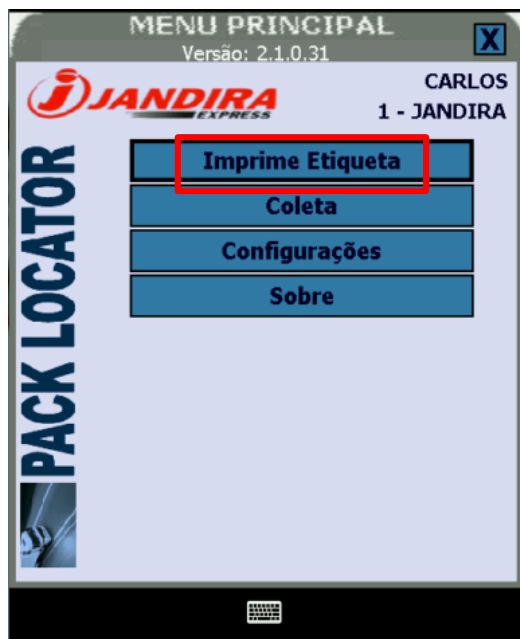 MENU PRINCIPAL
Versão: 2.1.0.31
X
JANDIRA
EXPRESS
CARLOS
1 - JANDIRA
PACK LOCATOR
Imprime Etiqueta
Coleta
Configurações
Sobre